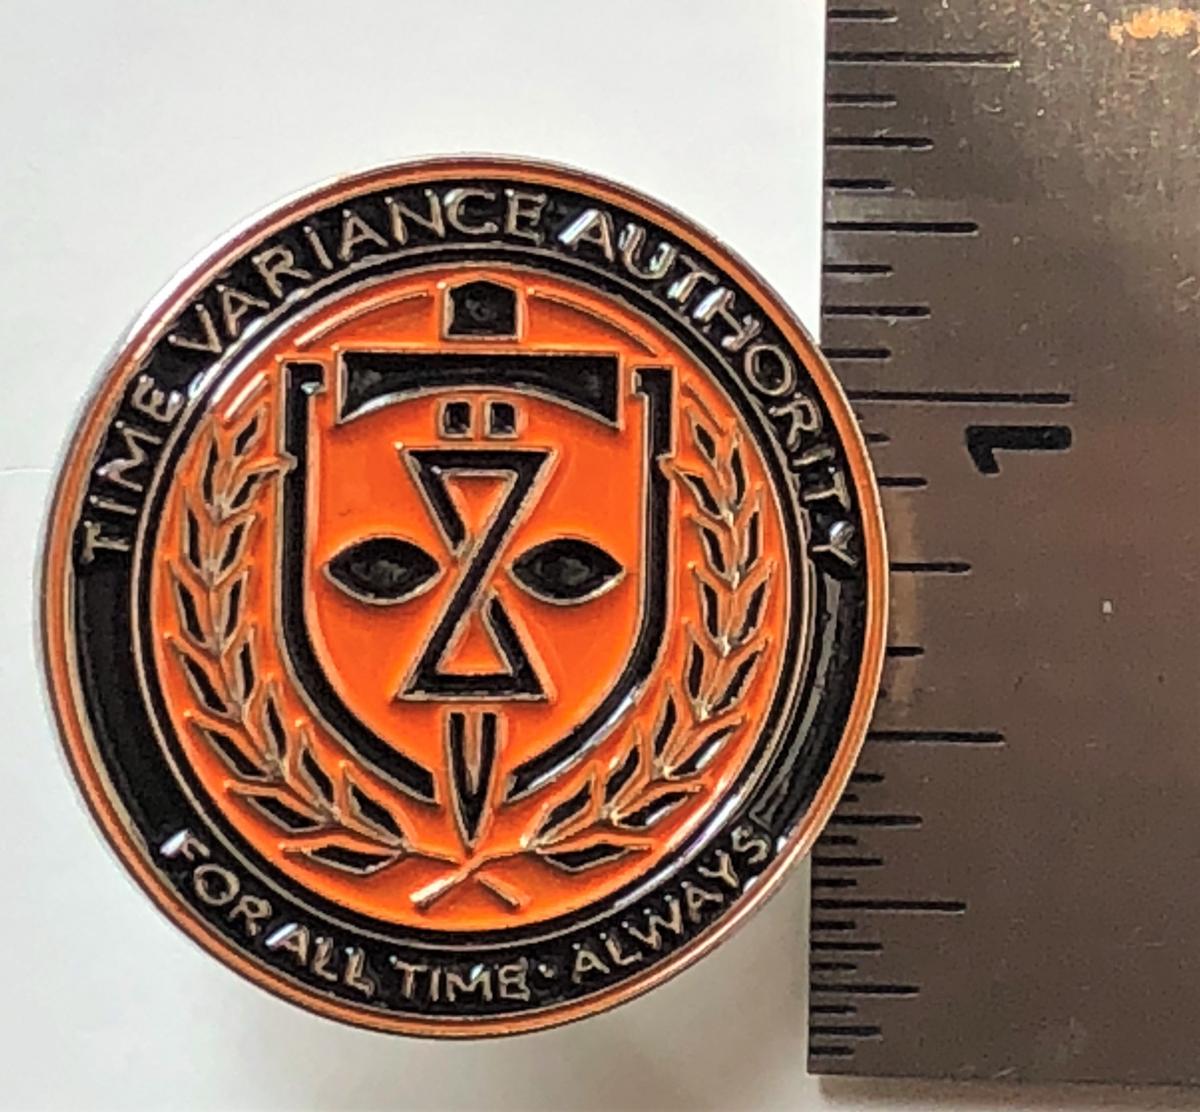 TIME VARIANCE AUTHORITY
FOR ALL TIME · ALWAYS
1